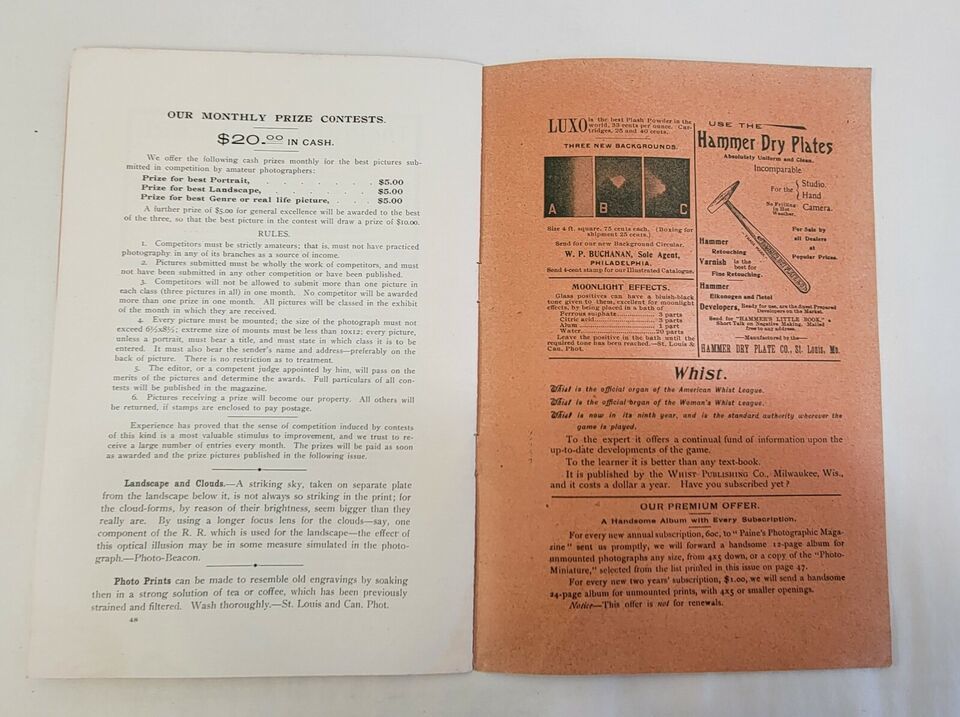 OUR MONTHLY PRIZE CONTESTS.
$20.00 IN CASH.
We offer the following cash prizes monthly for the best pictures sub-
mitted in competition by amateur photographers:
Prize for best Portrait, . . . . . . . $5.00
Prize for best Landscape, . . . . . . $5.00
Prize for best Genre or real life picture, . . . $5.00
A further prize of $5.00 for general excellence will be awarded to the best
of the three, so that the best picture in the contest will draw a prize of $10.00.
RULES.
1. Competitors must be strictly amateurs; that is, must not have practiced
photography in any of its branches as a source of income.
2. Pictures submitted must be wholly the work of competitors, and must
not have been submitted in any other competition or have been published.
3. Competitors will not be allowed to submit more than one picture in
each class (three pictures in all) in one month. No competitor will be awarded
more than one prize in one month. All pictures will be classed in the exhibit
of the month in which they are received.
4. Every picture must be mounted; the size of the photograph must not
exceed 6½x8½; extreme size of mounts must be less than 10x12; every picture,
unless a portrait, must bear a title, and must state in which class it is to be
entered. It must also bear the sender's name and address—preferably on the
back of picture. There is no restriction as to treatment.
5. The editor, or a competent judge appointed by him, will pass on the
merits of the pictures and determine the awards. Full particulars of all con-
tests will be published in the magazine.
6. Pictures receiving a prize will become our property. All others will
be returned, if stamps are enclosed to pay postage.
Experience has proved that the sense of competition induced by contests
of this kind is a most valuable stimulus to improvement, and we trust to re-
ceive a large number of entries every month. The prizes will be paid as soon
as awarded and the prize pictures published in the following issue.
Landscape and Clouds.—A striking sky, taken on separate plate
from the landscape below it, is not always so striking in the print; for
the cloud-forms, by reason of their brightness, seem bigger than they
really are. By using a longer focus lens for the clouds—say, one
component of the R. R. which is used for the landscape—the effect of
this optical illusion may be in some measure simulated in the photo-
graph.—Photo-Beacon.
Photo Prints can be made to resemble old engravings by soaking
then in a strong solution of tea or coffee, which has been previously
strained and filtered. Wash thoroughly.—St. Louis and Can. Phot.
48
LUXO is the best Flash Powder in the
world, 35 cents per ounce. Car-
tridges, 25 and 40 cents.
THREE NEW BACKGROUNDS.
A B C
Size 4 ft. square, 75 cents each. (Boxing for
shipment 25 cents.)
Send for our new Background Circular.
W. P. BUCHANAN, Sole Agent,
PHILADELPHIA.
Send 4-cent stamp for our Illustrated Catalogue.
MOONLIGHT EFFECTS.
Glass positives can have a bluish-black
tone given to them, excellent for moonlight
effects, by being placed in a bath of
Ferrous sulphate 3 parts
Citric acid 3 parts
Alum 1 part
Water 20 parts
Leave the positive in the bath until the
required tone has been reached.—St. Louis &
Can. Phot.
USE THE
Hammer Dry Plates
Absolutely Uniform and Clean.
Incomparable
For the Studio.
Hand
Camera.
No Frilling
in Hot
Weather.
For Sale by
all Dealers
at
Popular Prices.
Hammer
Retouching
Varnish is the
best for
Fine Retouching.
Hammer
Eikonogen and Metol
Developers, Ready for use, are the finest Prepared
Developers on the Market.
Send for "HAMMER'S LITTLE BOOK," a
Short Talk on Negative Making. Mailed
free to any address.
—Manufactured by the—
HAMMER DRY PLATE CO., St. Louis, Mo.
Whist.
Whist is the official organ of the American Whist League.
Whist is the official organ of the Woman's Whist League.
Whist is now in its ninth year, and is the standard authority wherever the
game is played.
To the expert it offers a continual fund of information upon the
up-to-date developments of the game.
To the learner it is better than any text-book.
It is published by the WHIST PUBLISHING Co., Milwaukee, Wis.,
and it costs a dollar a year. Have you subscribed yet?
OUR PREMIUM OFFER.
A Handsome Album with Every Subscription.
For every new annual subscription, 60c, to "Paine's Photographic Maga-
zine" sent us promptly, we will forward a handsome 12-page album for
unmounted photographs any size, from 4x5 down, or a copy of the "Photo-
Miniature," selected from the list printed in this issue on page 47.
For every new two years' subscription, $1.00, we will send a handsome
24-page album for unmounted prints, with 4x5 or smaller openings.
Notice—This offer is not for renewals.